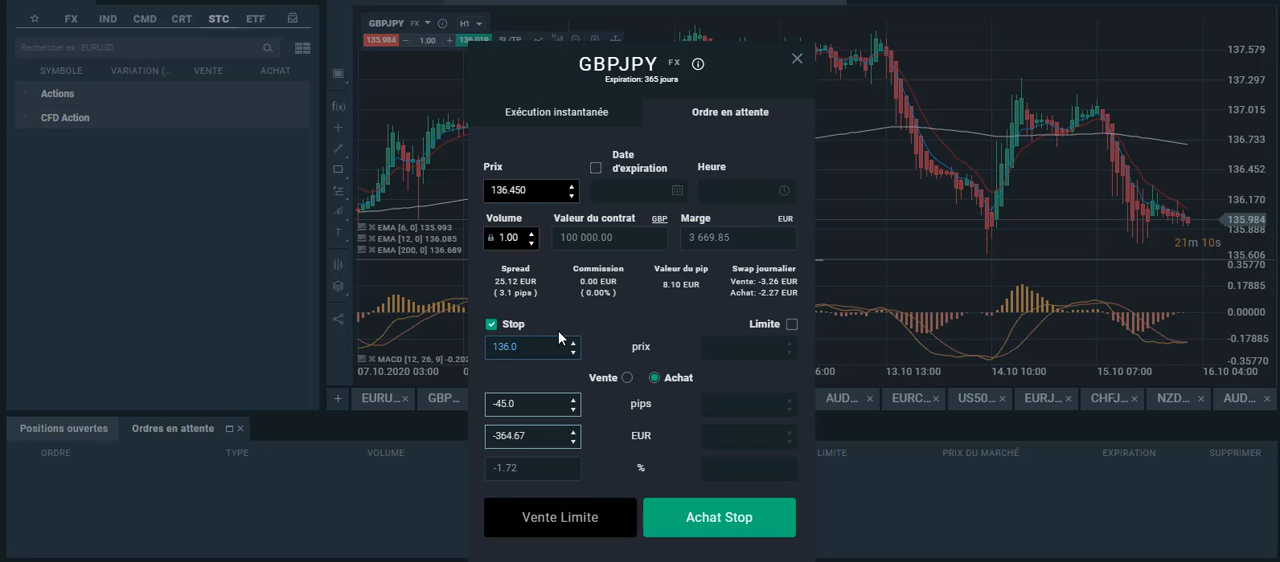 FX IND CMD CRT STC ETF
Rechercher ex : EURUSD
SYMBOLE VARIATION (... VENTE ACHAT
Actions
CFD Action
GBPJPY FX H1
135.984 1.00 136.019 SL/TP
f(x)
T
EMA [6, 0] 135.993
EMA [12, 0] 136.085
EMA [200, 0] 136.689
MACD [12, 26, 9] -0.202
07.10.2020 03:00
GBPJPY FX
Expiration: 365 jours
Exécution instantanée Ordre en attente
Prix Date d'expiration Heure
136.450
Volume Valeur du contrat GBP Marge EUR
1.00 100 000.00 3 669.85
Spread Commission Valeur du pip Swap journalier
25.12 EUR 0.00 EUR 8.10 EUR Vente: -3.26 EUR
( 3.1 pips ) ( 0.00% ) Achat: -2.27 EUR
Stop Limite
136.0 prix
Vente Achat
-45.0 pips
-364.67 EUR
-1.72 %
Vente Limite Achat Stop
137.579
137.297
137.015
136.733
136.452
136.170
135.984
135.888
21m 10s
135.606
0.35770
0.17885
0.00000
-0.17885
-0.35770
6:00 13.10 13:00 14.10 10:00 15.10 07:00 16.10 04:00
+ EURU...× GBP... AUD...× EURC...× US50...× EURJ...× CHFJ...× NZD...× AUD...×
Positions ouvertes Ordres en attente
ORDRE TYPE VOLUME LIMITE PRIX DU MARCHÉ EXPIRATION SUPPRIMER